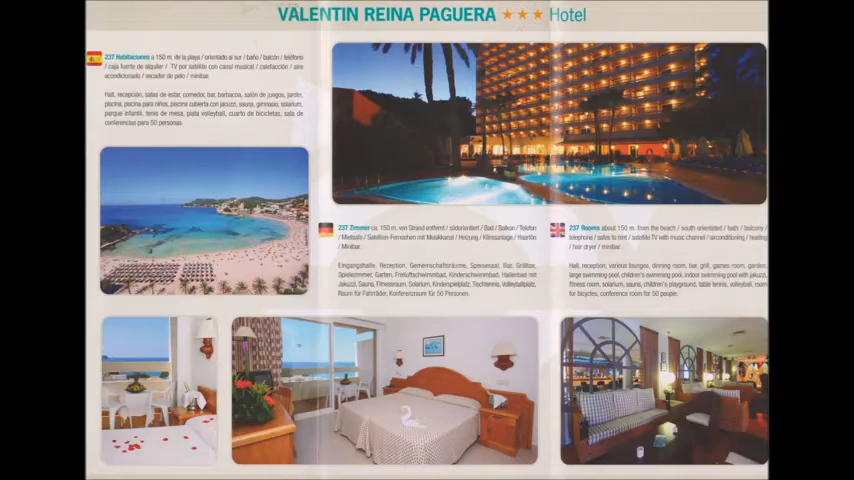 VALENTIN REINA PAGUERA ★★★ Hotel
237 Habitaciones a 150 m. de la playa / orientado al sur / baño / balcón / teléfono
/ caja fuerte de alquiler / TV por satélite con canal musical / calefacción / aire
acondicionado / secador de pelo / minibar.
Hall, recepción, salas de estar, comedor, bar, barbacoa, salón de juegos, jardín,
piscina, piscina para niños, piscina cubierta con jacuzzi, sauna, gimnasio, solarium,
parque infantil, tenis de mesa, pista volleyball, cuarto de bicicletas, sala de
conferencias para 50 personas.
237 Zimmer ca. 150 m. von Strand entfernt / südorientiert / Bad / Balkon / Telefon
/ Mietsafe / Satelliten-Fernsehen mit Musikkanal / Heizung / Klimaanlage / Haarfön
/ Minibar.
Eingangshalle, Reception, Gemeinschaftsräume, Speisesaal, Bar, Grillbar,
Spielezimmer, Garten, Freiluftschwimmbad, Kinderschwimmbad, Hallenbad mit
Jakuzzi, Sauna, Fitnessraum, Solarium, Kinderspielplatz, Tischtennis, Volleyballplatz,
Raum für Fahrräder, Konferenzraum für 50 Personen.
237 Rooms about 150 m. from the beach / south orientated / bath / balcony /
telephone / safes to rent / satellite TV with music channel / airconditioning / heating
/ hair dryer / minibar.
Hall, reception, various lounges, dinning room, bar, grill, games room, garden,
large swimming pool, children's swimming pool, indoor swimming pool with jakuzzi,
fitness room, solarium, sauna, children's playground, table tennis, volleyball, room
for bicycles, conference room for 50 people.